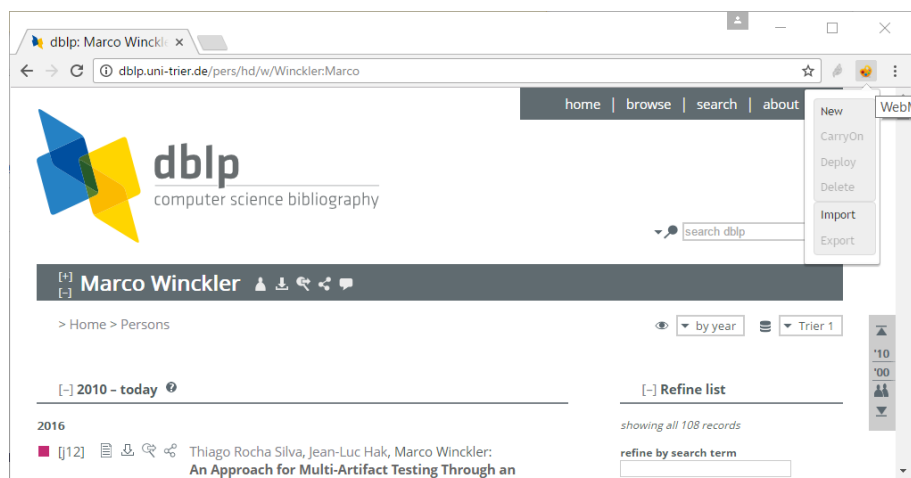 dblp: Marco Winckle
dblp.uni-trier.de/pers/hd/w/Winckler:Marco
home | browse | search | about
New
CarryOn
Deploy
Delete
Import
Export
WebM
dblp
computer science bibliography
search dblp
[+]
[-]
Marco Winckler
> Home > Persons
by year
Trier 1
'10
'00
[-] 2010 – today
[-] Refine list
2016
showing all 108 records
[j12]
Thiago Rocha Silva, Jean-Luc Hak, Marco Winckler:
An Approach for Multi-Artifact Testing Through an
refine by search term